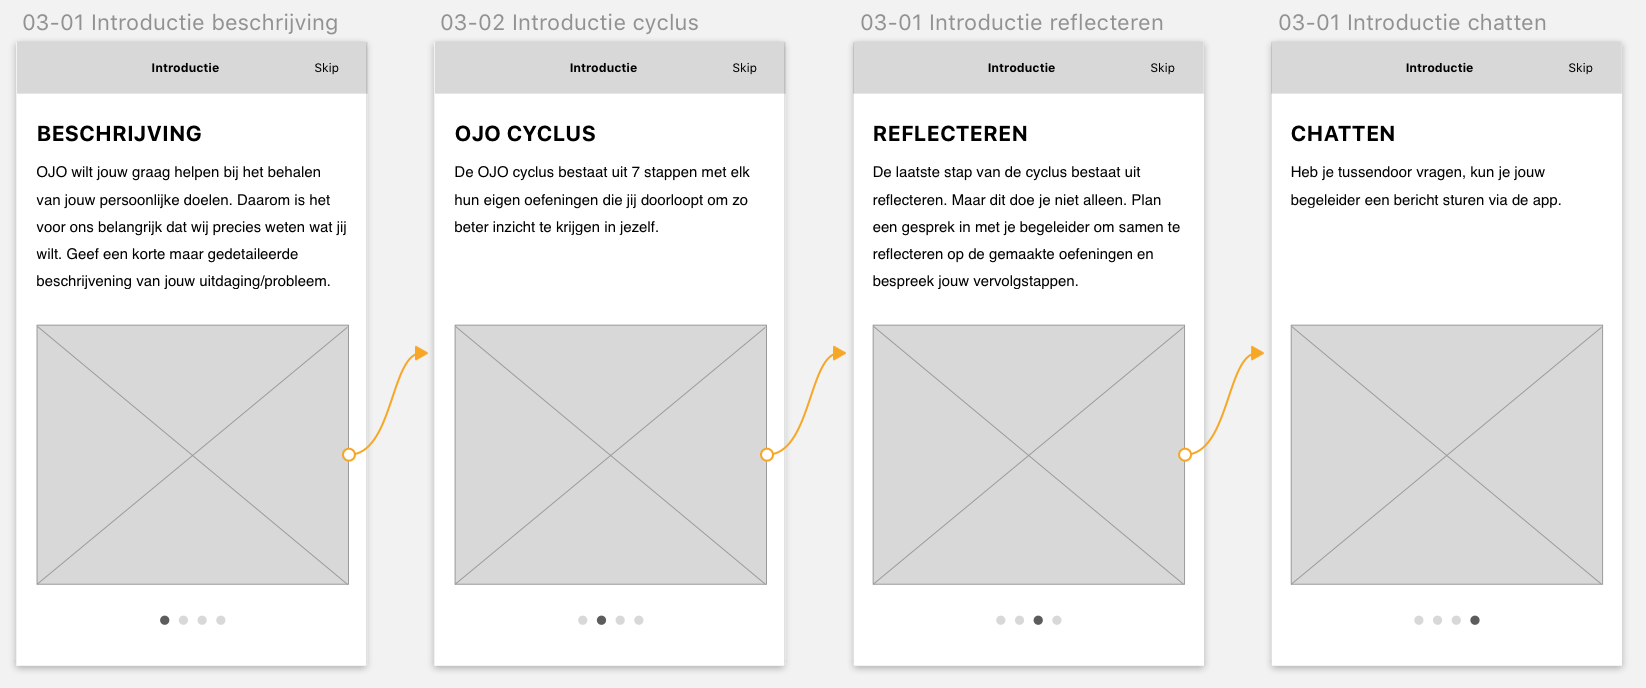 03-01 Introductie beschrijving
Introductie
Skip
BESCHRIJVING
OJO wilt jouw graag helpen bij het behalen
van jouw persoonlijke doelen. Daarom is het
voor ons belangrijk dat wij precies weten wat jij
wilt. Geef een korte maar gedetaileerde
beschrijvening van jouw uitdaging/probleem.
03-02 Introductie cyclus
Introductie
Skip
OJO CYCLUS
De OJO cyclus bestaat uit 7 stappen met elk
hun eigen oefeningen die jij doorloopt om zo
beter inzicht te krijgen in jezelf.
03-01 Introductie reflecteren
Introductie
Skip
REFLECTEREN
De laatste stap van de cyclus bestaat uit
reflecteren. Maar dit doe je niet alleen. Plan
een gesprek in met je begeleider om samen te
reflecteren op de gemaakte oefeningen en
bespreek jouw vervolgstappen.
03-01 Introductie chatten
Introductie
Skip
CHATTEN
Heb je tussendoor vragen, kun je jouw
begeleider een bericht sturen via de app.